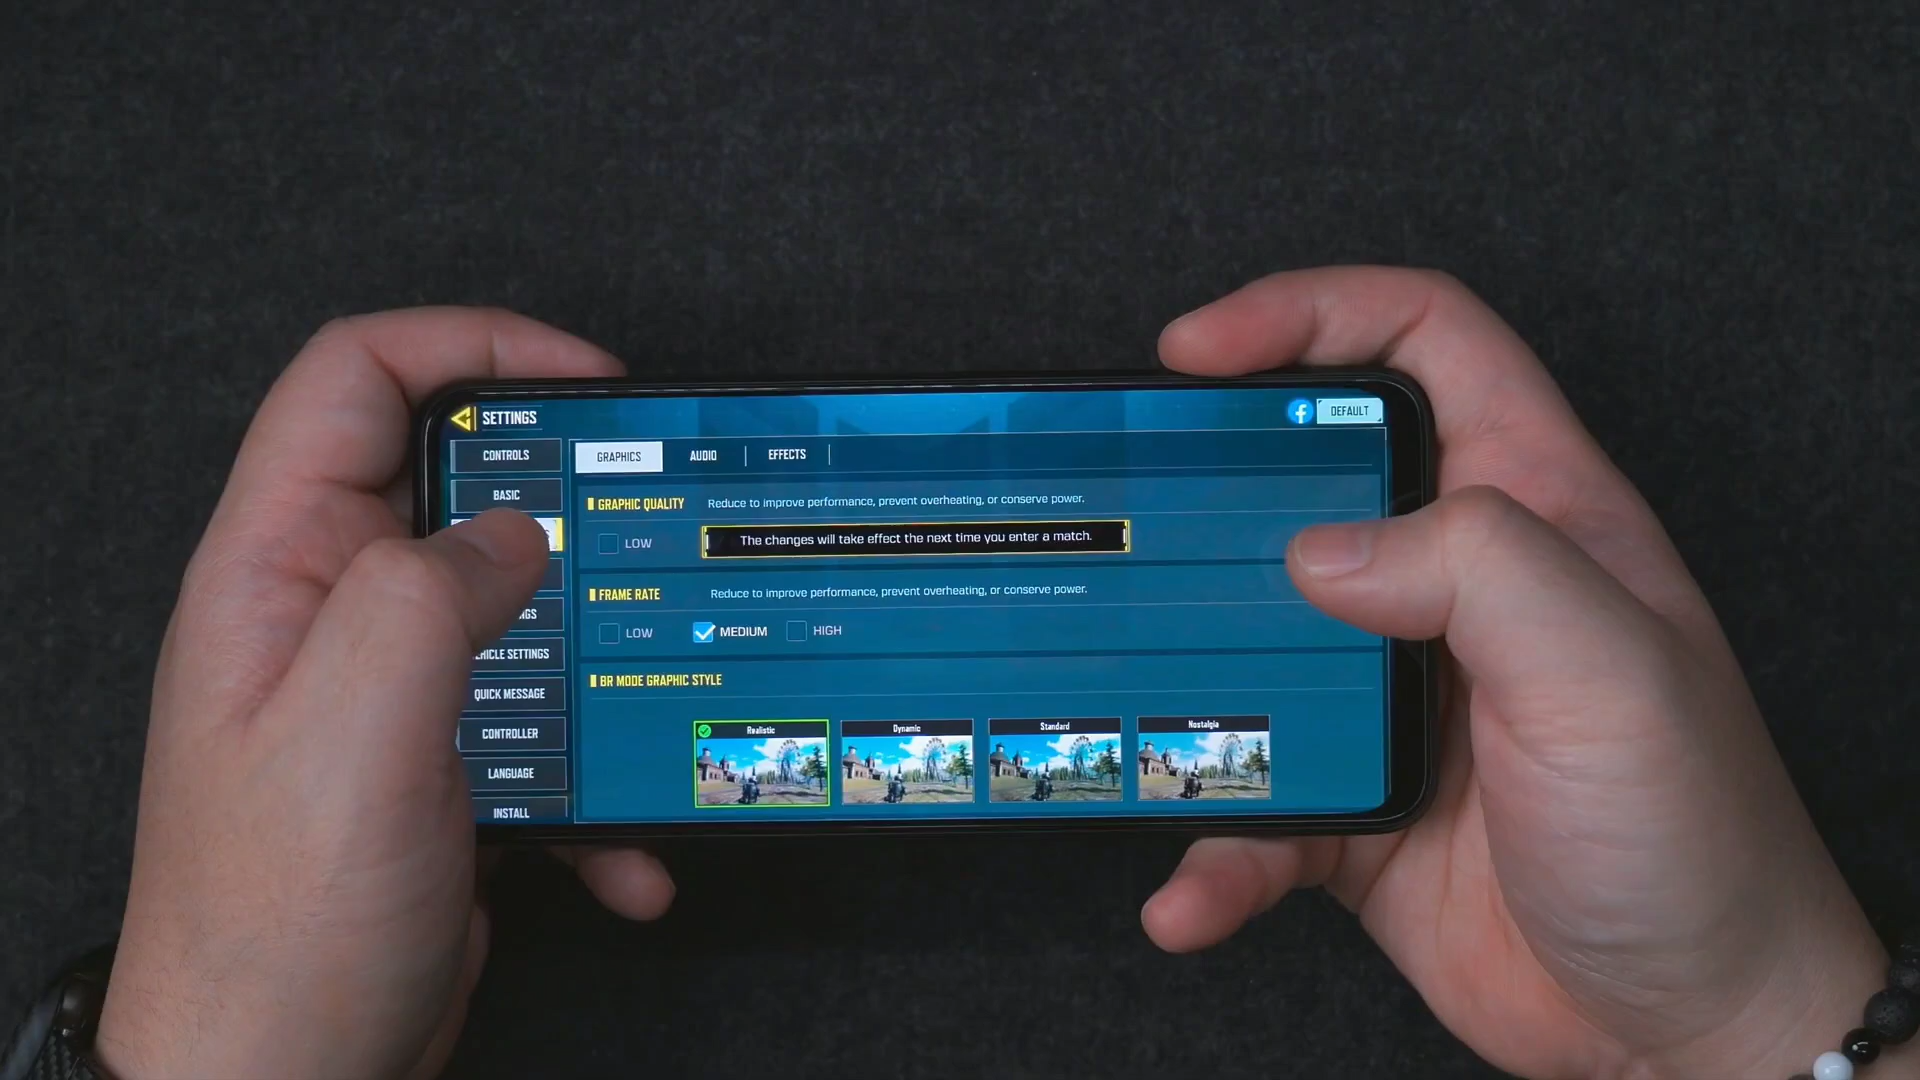 SETTINGS
DEFAULT
CONTROLS
BASIC
VEHICLE SETTINGS
QUICK MESSAGE
CONTROLLER
LANGUAGE
INSTALL
GRAPHICS
AUDIO
EFFECTS
GRAPHIC QUALITY
Reduce to improve performance, prevent overheating, or conserve power.
LOW
The changes will take effect the next time you enter a match.
FRAME RATE
Reduce to improve performance, prevent overheating, or conserve power.
LOW
MEDIUM
HIGH
BR MODE GRAPHIC STYLE
Realistic
Dynamic
Standard
Nostalgia